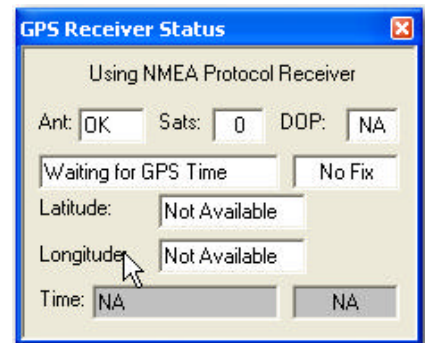 GPS Receiver Status
Using NMEA Protocol Receiver
Ant: OK Sats: 0 DOP: NA
Waiting for GPS Time No Fix
Latitude: Not Available
Longitude: Not Available
Time: NA NA